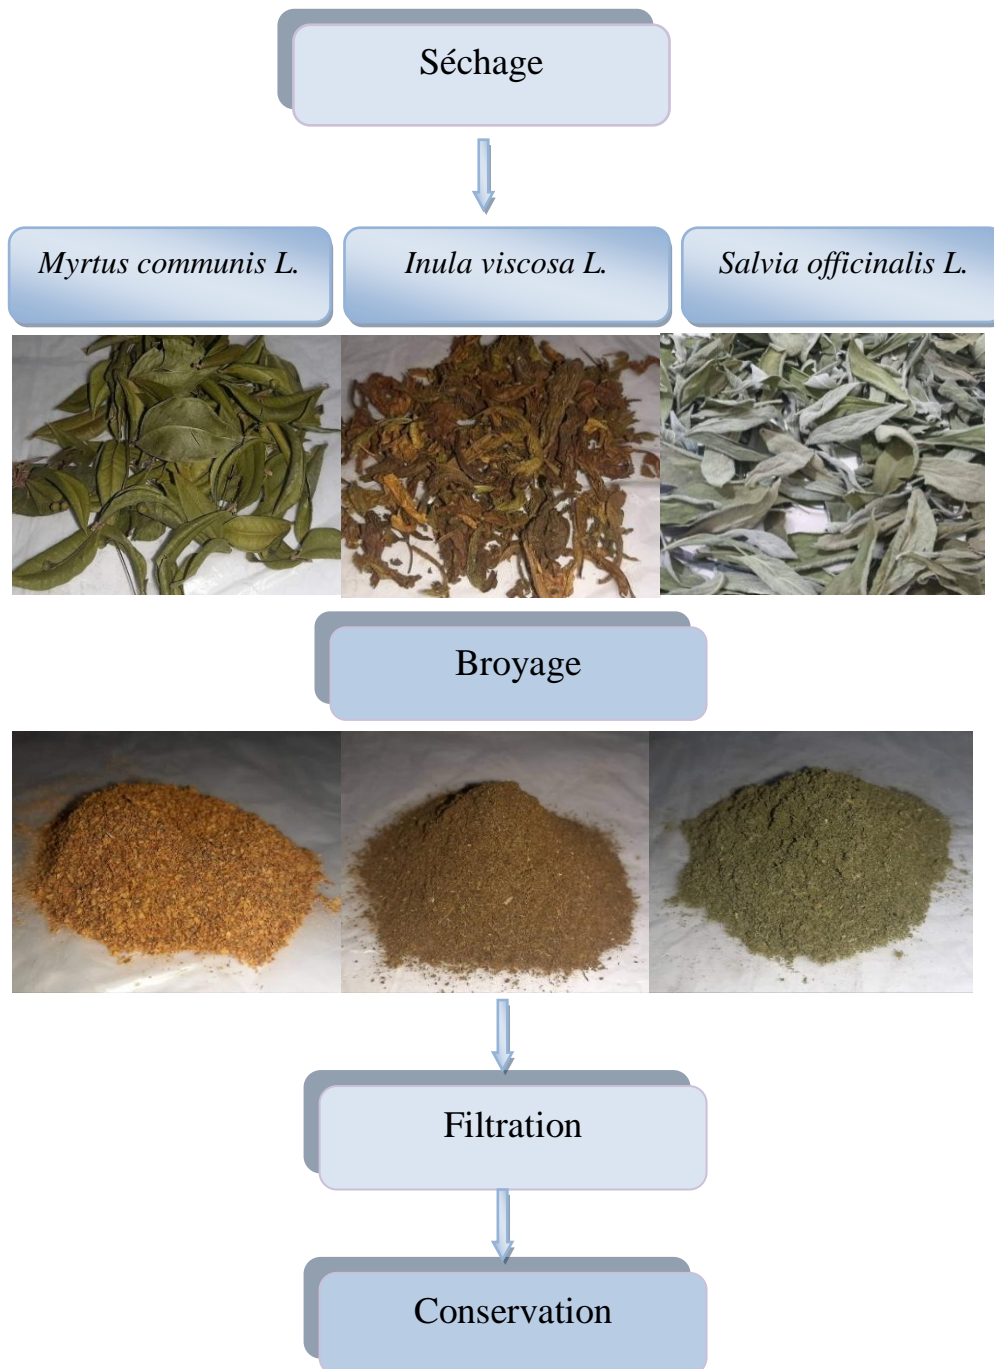 Séchage
Myrtus communis L.
Inula viscosa L.
Salvia officinalis L.
Broyage
Filtration
Conservation